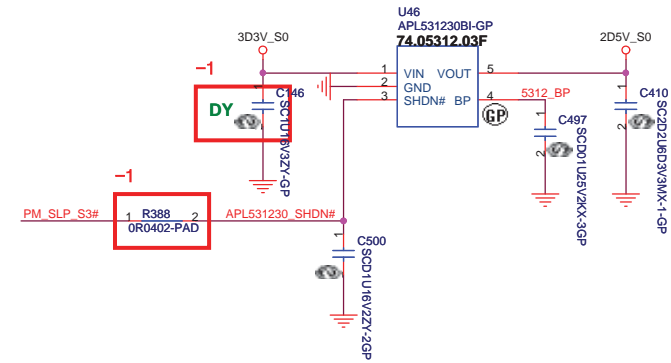 U46
APL531230BI-GP
74.05312.03F
3D3V_S0
2D5V_S0
-1
1
VIN
VOUT
5
2
GND
3
SHDN#
BP
4
5312_BP
GP
DY
1
C146
SC1U16V3ZY-GP
2
1
C497
SCD01U25V2KX-3GP
2
1
C410
SC2D2U6D3V3MX-1-GP
2
-1
PM_SLP_S3#
1
R388
2
APL531230_SHDN#
0R0402-PAD
1
C500
SCD1U16V2ZY-2GP
2